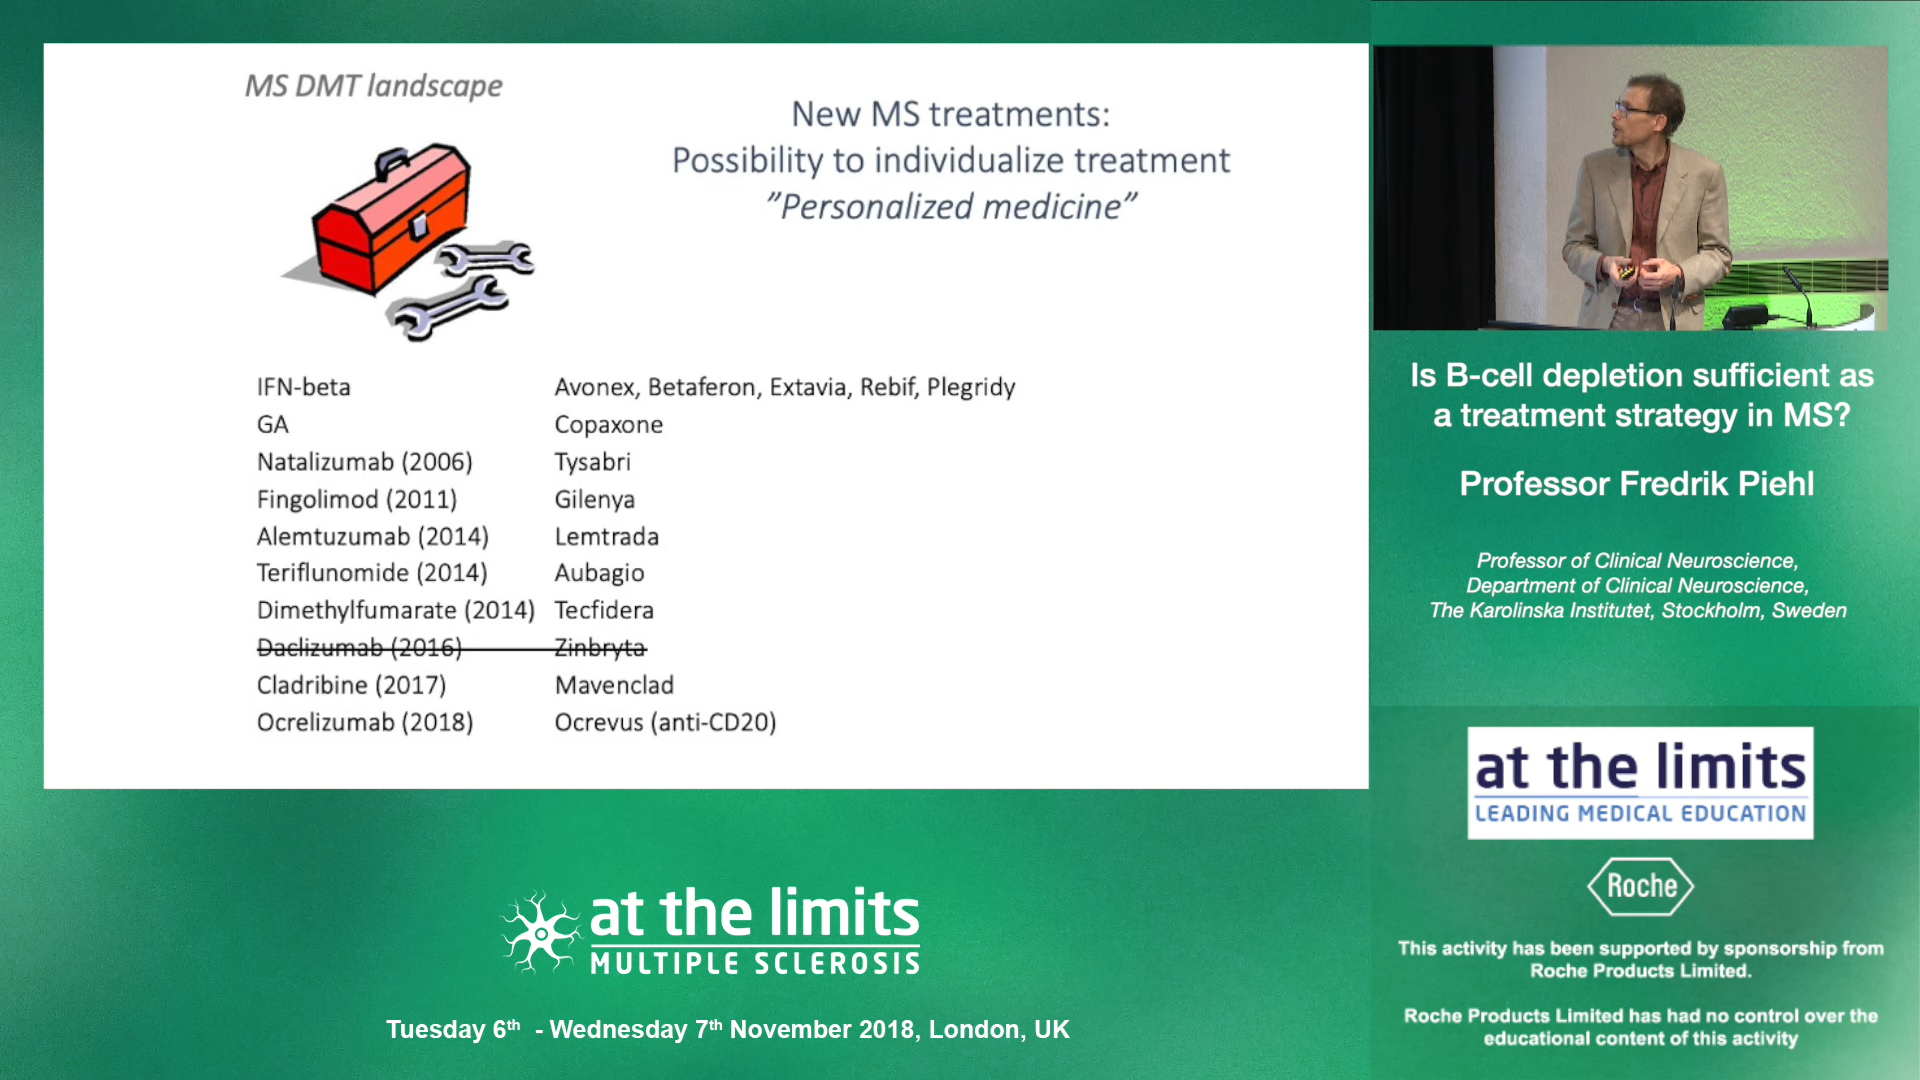 MS DMT landscape
New MS treatments:
Possibility to individualize treatment
”Personalized medicine”
IFN-beta Avonex, Betaferon, Extavia, Rebif, Plegridy
GA Copaxone
Natalizumab (2006) Tysabri
Fingolimod (2011) Gilenya
Alemtuzumab (2014) Lemtrada
Teriflunomide (2014) Aubagio
Dimethylfumarate (2014) Tecfidera
Daclizumab (2016) Zinbryta
Cladribine (2017) Mavenclad
Ocrelizumab (2018) Ocrevus (anti-CD20)
at the limits
MULTIPLE SCLEROSIS
Tuesday 6th - Wednesday 7th November 2018, London, UK
Is B-cell depletion sufficient as
a treatment strategy in MS?
Professor Fredrik Piehl
Professor of Clinical Neuroscience,
Department of Clinical Neuroscience,
The Karolinska Institutet, Stockholm, Sweden
at the limits
LEADING MEDICAL EDUCATION
Roche
This activity has been supported by sponsorship from
Roche Products Limited.
Roche Products Limited has had no control over the
educational content of this activity